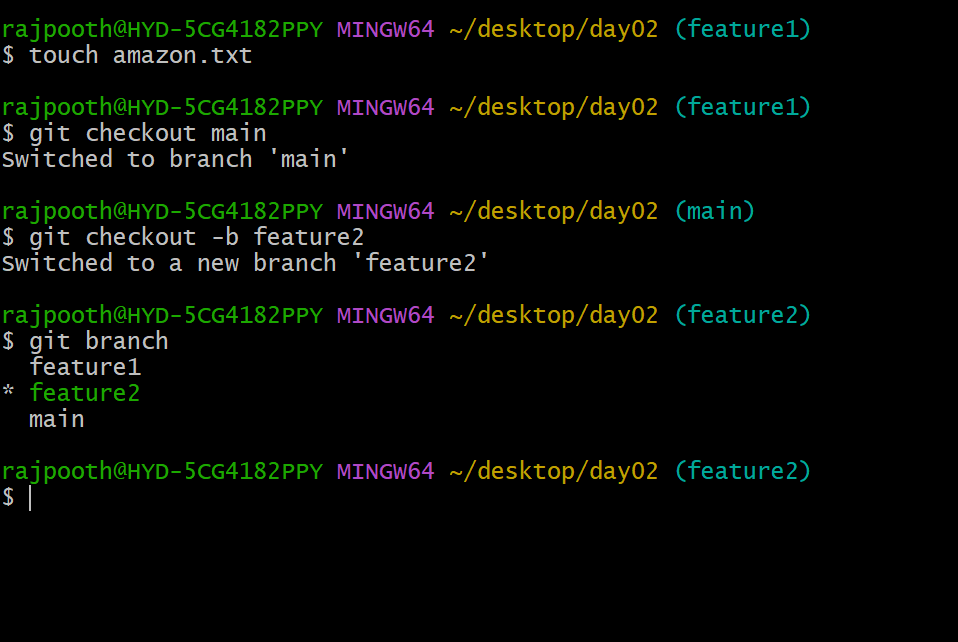 rajpooth@HYD-5CG4182PPY MINGW64 ~/desktop/day02 (feature1)
$ touch amazon.txt
rajpooth@HYD-5CG4182PPY MINGW64 ~/desktop/day02 (feature1)
$ git checkout main
Switched to branch 'main'
rajpooth@HYD-5CG4182PPY MINGW64 ~/desktop/day02 (main)
$ git checkout -b feature2
Switched to a new branch 'feature2'
rajpooth@HYD-5CG4182PPY MINGW64 ~/desktop/day02 (feature2)
$ git branch
  feature1
* feature2
  main
rajpooth@HYD-5CG4182PPY MINGW64 ~/desktop/day02 (feature2)
$